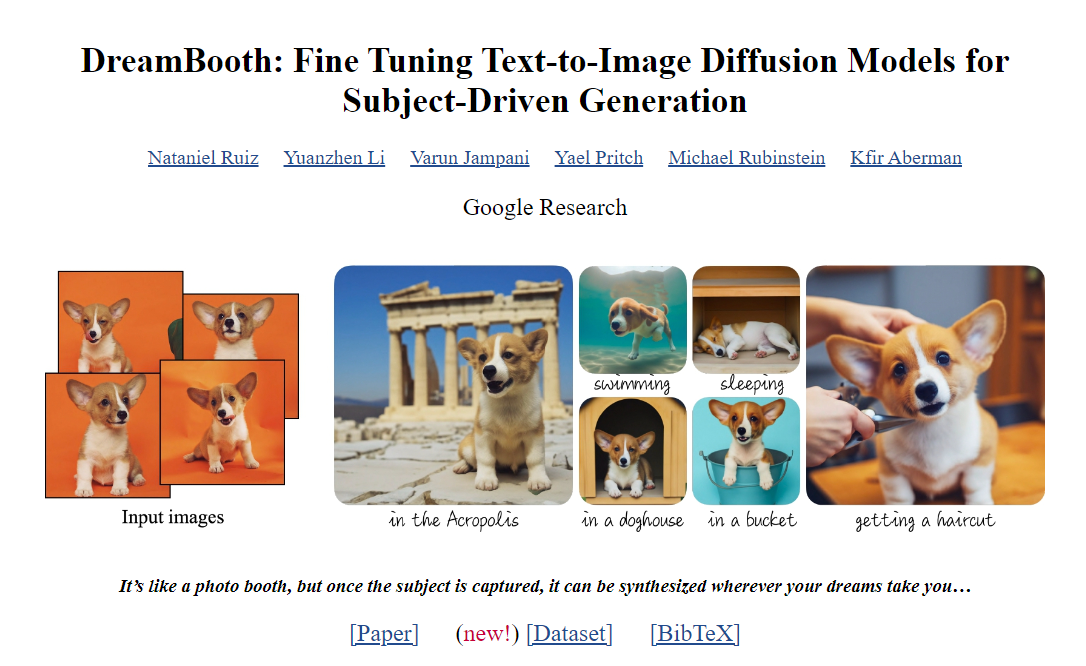 DreamBooth: Fine Tuning Text-to-Image Diffusion Models for
Subject-Driven Generation
Nataniel Ruiz Yuanzhen Li Varun Jampani Yael Pritch Michael Rubinstein Kfir Aberman
Google Research
swimming sleeping
Input images in the Acropolis in a doghouse in a bucket getting a haircut
It’s like a photo booth, but once the subject is captured, it can be synthesized wherever your dreams take you…
[Paper] (new!) [Dataset] [BibTeX]